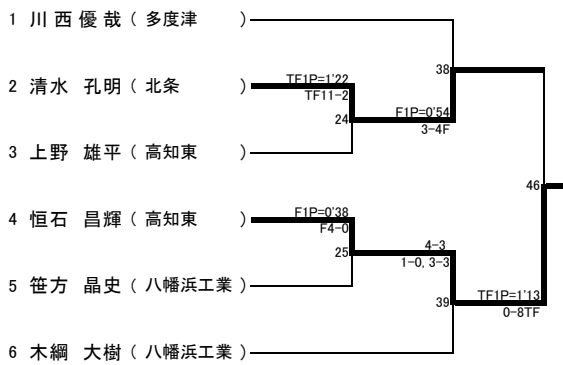 1 川西優哉 ( 多度津 )
38
2 清水 孔明 ( 北条 )
TF1P=1'22
TF11-2
24
F1P=0'54
3-4F
3 上野 雄平 ( 高知東 )
46
4 恒石 昌輝 ( 高知東 )
F1P=0'38
F4-0
25
4-3
1-0, 3-3
5 笹方 晶史 ( 八幡浜工業 )
39
TF1P=1'13
0-8TF
6 木綱 大樹 ( 八幡浜工業 )